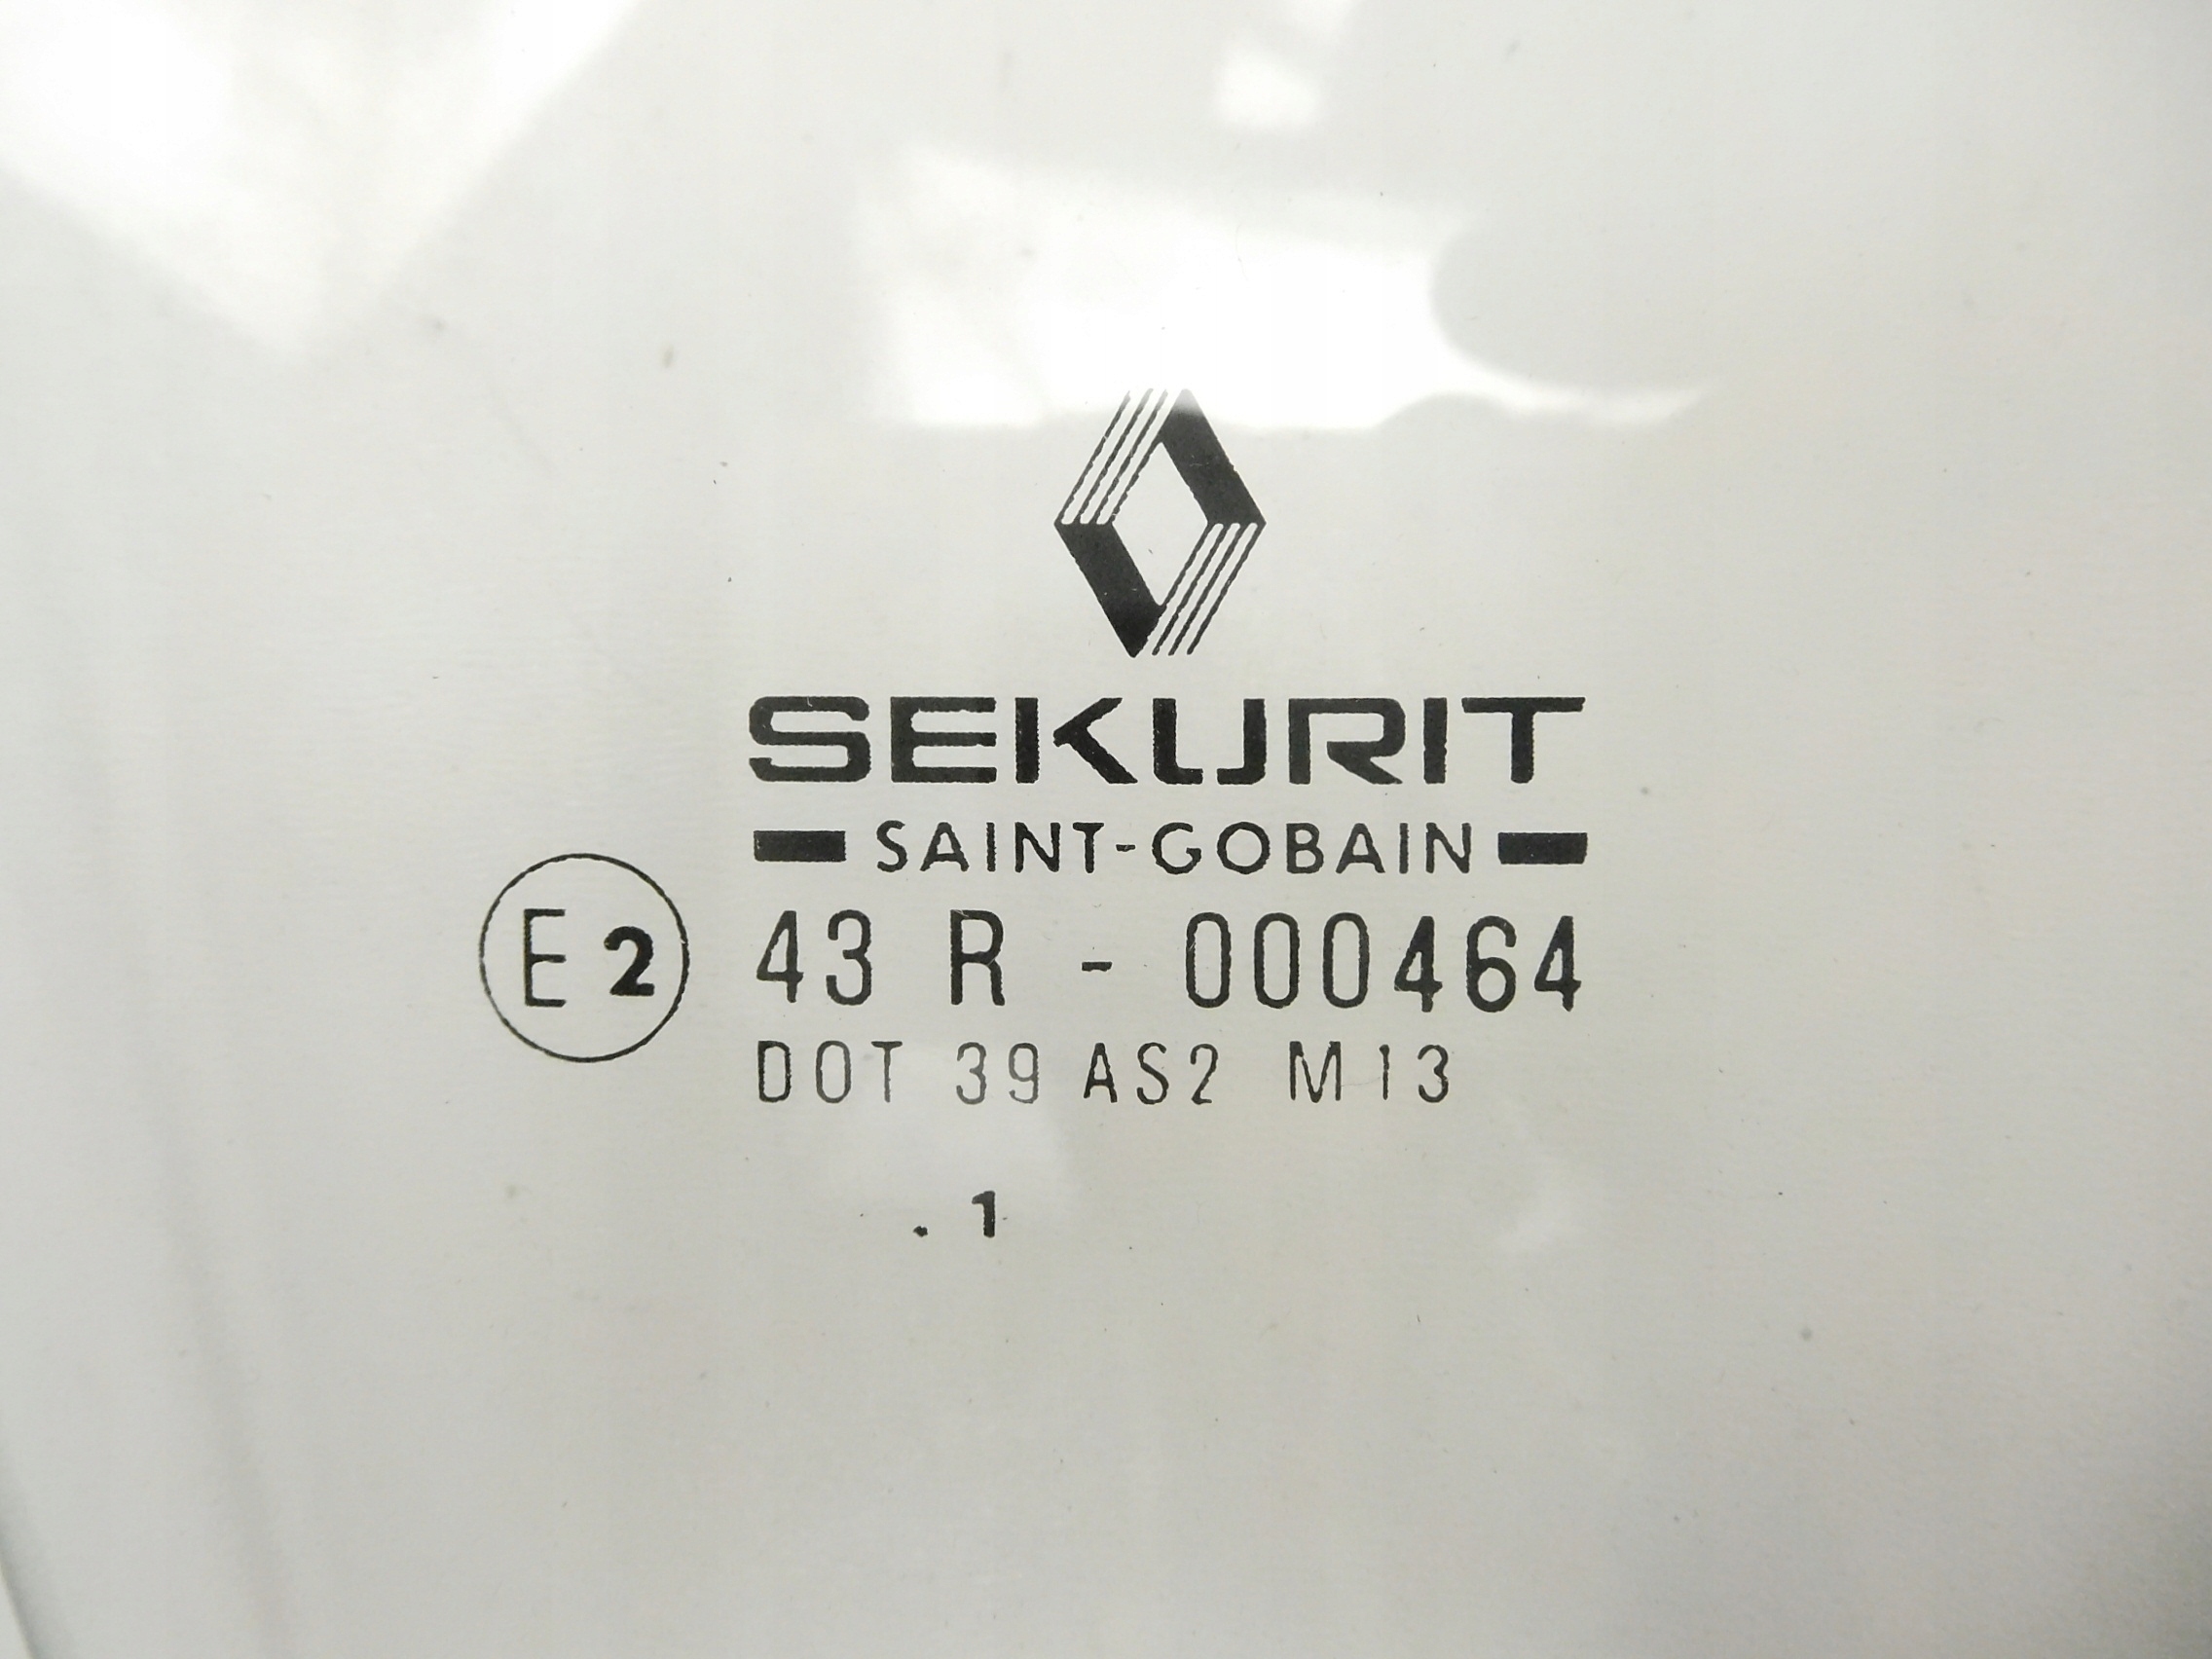 SEKURIT
SAINT-GOBAIN
E2 43 R - 000464
DOT 39 AS2 M13
. 1